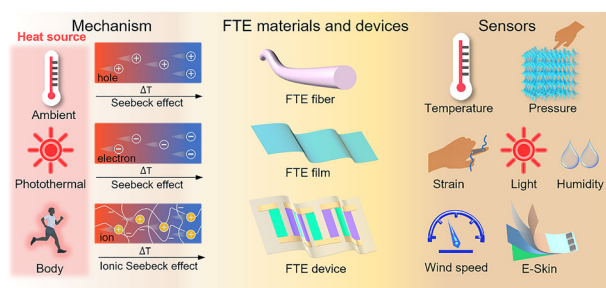 Mechanism
FTE materials and devices
Sensors
Heat source
hole
ΔT
Seebeck effect
Ambient
FTE fiber
Temperature
Pressure
electron
ΔT
Seebeck effect
Photothermal
FTE film
Strain
Light
Humidity
ion
ΔT
Ionic Seebeck effect
Body
FTE device
Wind speed
E-Skin